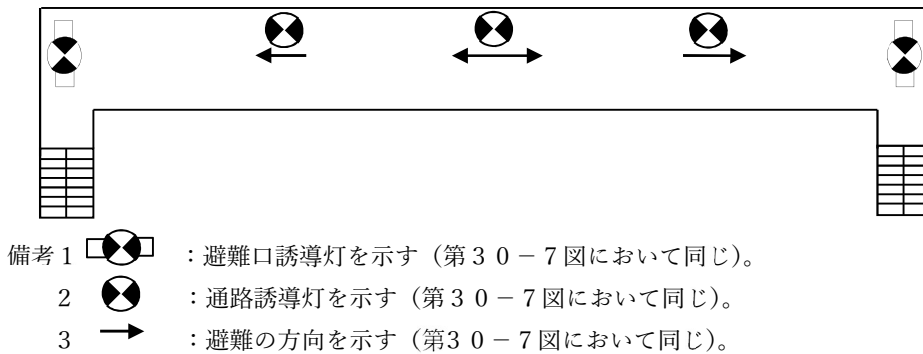 備考1 ：避難口誘導灯を示す（第３０－７図において同じ）。
2 ：通路誘導灯を示す（第３０－７図において同じ）。
3 ：避難の方向を示す（第３０－７図において同じ）。